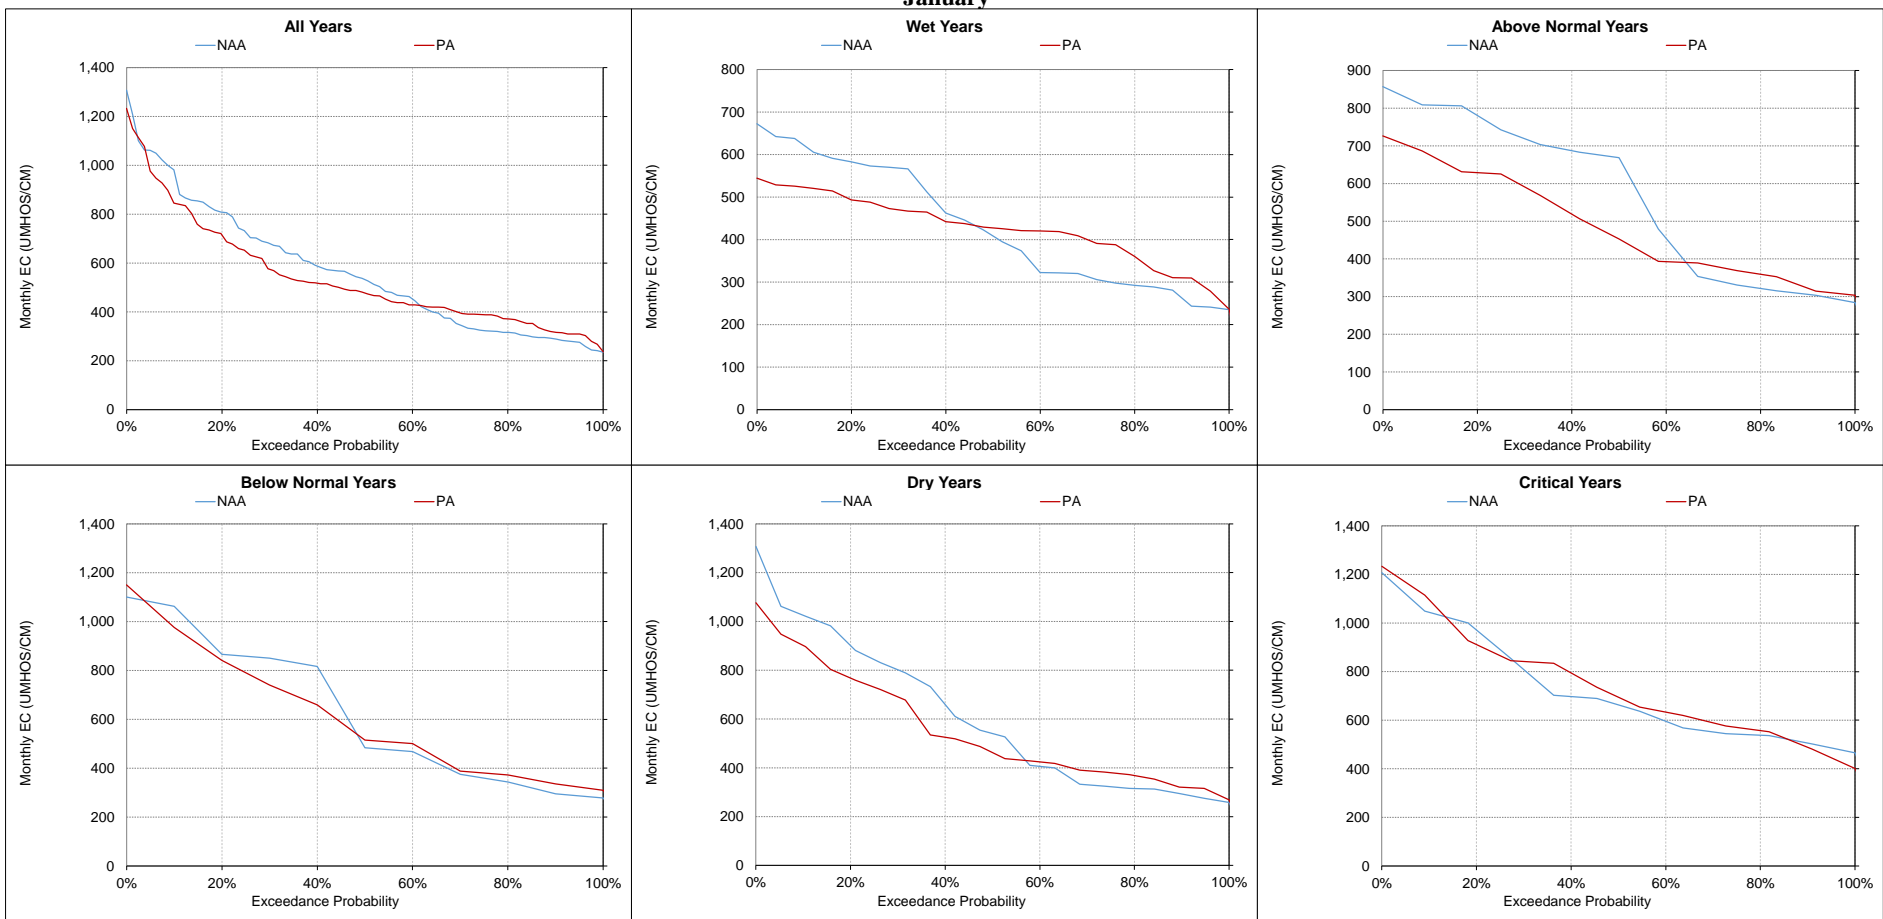 January
All Years
NAA PA
1,400
1,200
1,000
800
600
400
200
0
0% 20% 40% 60% 80% 100%
Monthly EC (UMHOS/CM)
Exceedance Probability
Wet Years
NAA PA
800
700
600
500
400
300
200
100
0
0% 20% 40% 60% 80% 100%
Monthly EC (UMHOS/CM)
Exceedance Probability
Above Normal Years
NAA PA
900
800
700
600
500
400
300
200
100
0
0% 20% 40% 60% 80% 100%
Monthly EC (UMHOS/CM)
Exceedance Probability
Below Normal Years
NAA PA
1,400
1,200
1,000
800
600
400
200
0
0% 20% 40% 60% 80% 100%
Monthly EC (UMHOS/CM)
Exceedance Probability
Dry Years
NAA PA
1,400
1,200
1,000
800
600
400
200
0
0% 20% 40% 60% 80% 100%
Monthly EC (UMHOS/CM)
Exceedance Probability
Critical Years
NAA PA
1,400
1,200
1,000
800
600
400
200
0
0% 20% 40% 60% 80% 100%
Monthly EC (UMHOS/CM)
Exceedance Probability